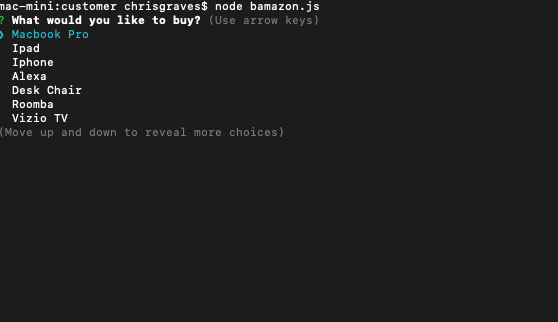 mac-mini:customer chrisgraves$ node bamazon.js
? What would you like to buy? (Use arrow keys)
❯ Macbook Pro
Ipad
Iphone
Alexa
Desk Chair
Roomba
Vizio TV
(Move up and down to reveal more choices)